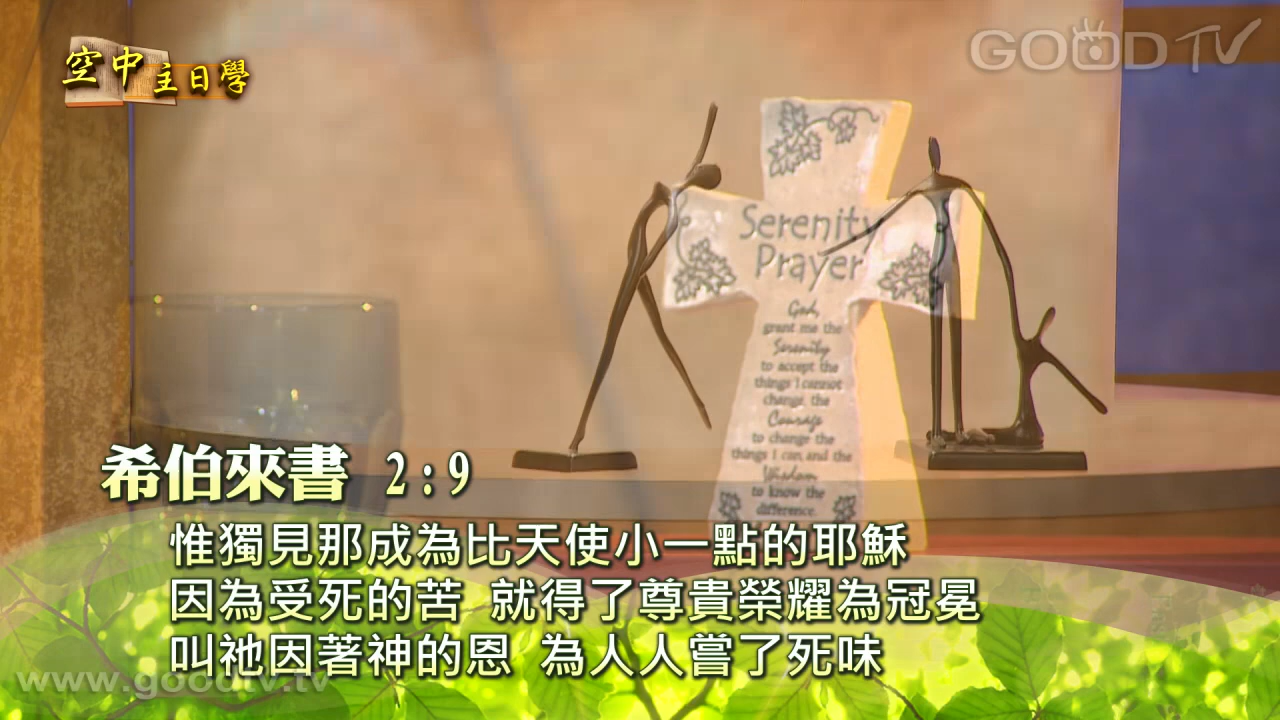 空中主日學
GOOD TV
Serenity
Prayer
God,
grant me the
Serenity
to accept the
things I cannot
change, the
Courage
to change the
things I can, and the
Wisdom
to know the
difference.
希伯來書 2:9
惟獨見那成為比天使小一點的耶穌
因為受死的苦 就得了尊貴榮耀為冠冕
叫祂因著神的恩 為人人嘗了死味
www.goodtv.tv